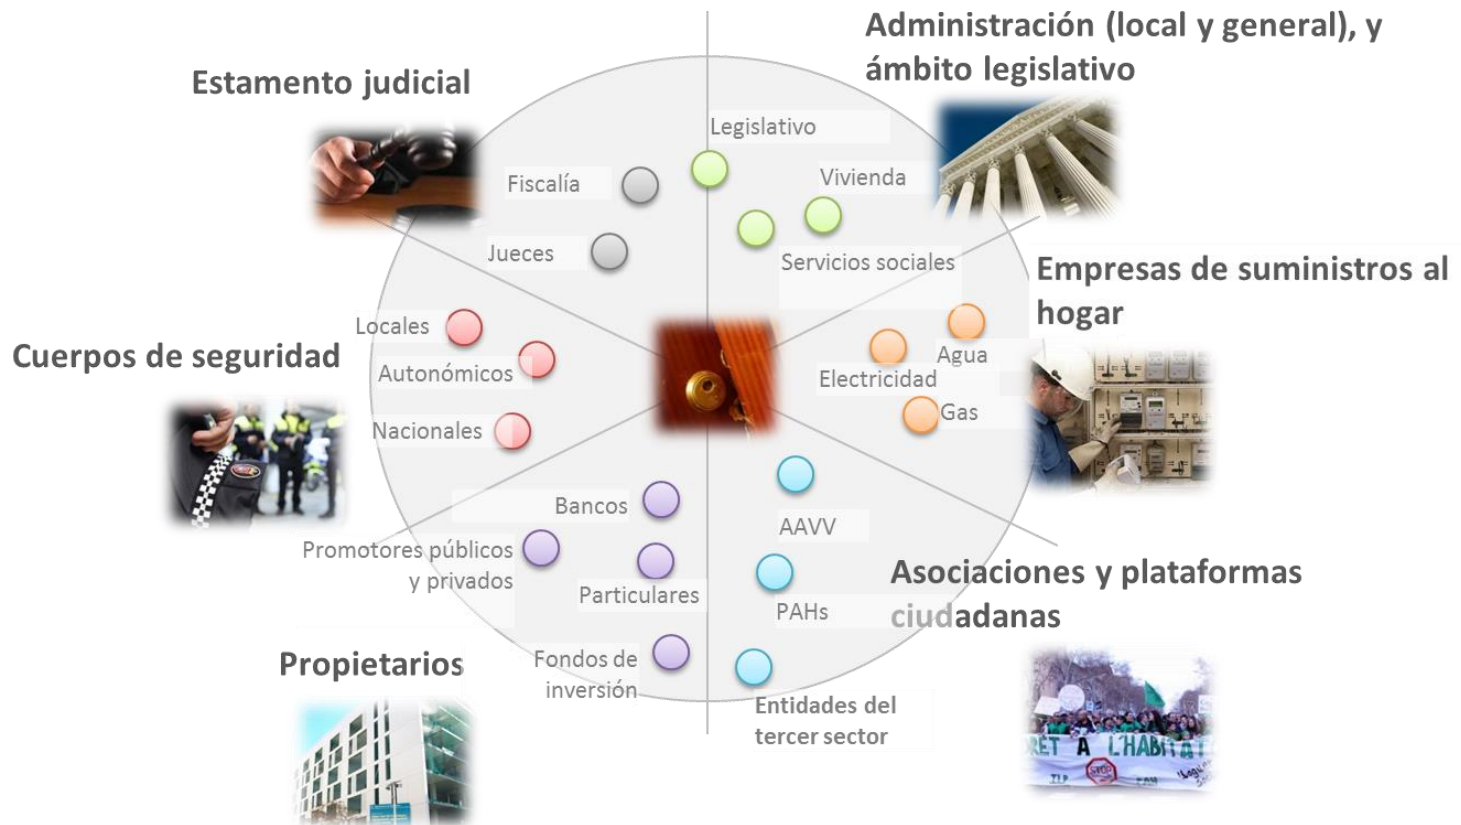 Administración (local y general), y
ámbito legislativo
Estamento judicial
Legislativo
Fiscalía
Vivienda
Jueces
Servicios sociales
Empresas de suministros al
hogar
Locales
Cuerpos de seguridad
Autonómicos
Agua
Electricidad
Nacionales
Gas
Bancos
AAVV
Promotores públicos
y privados
Particulares
PAHs
Asociaciones y plataformas
ciudadanas
Propietarios
Fondos de
inversión
Entidades del
tercer sector
RET A L'HABITAT
ILP
STOP